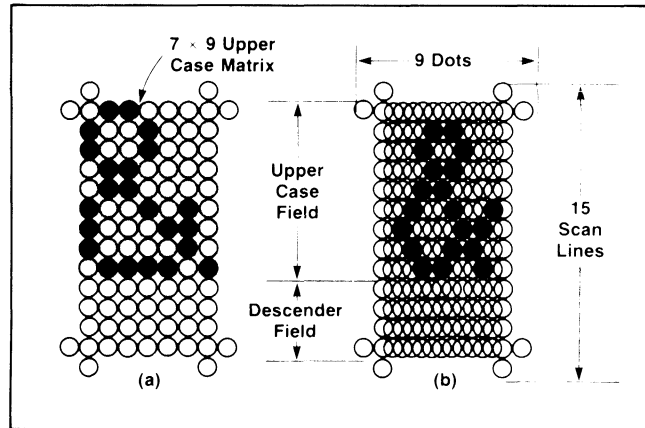 7 × 9 Upper
Case Matrix
9 Dots
Upper
Case
Field
15
Scan
Lines
Descender
Field
(a)
(b)